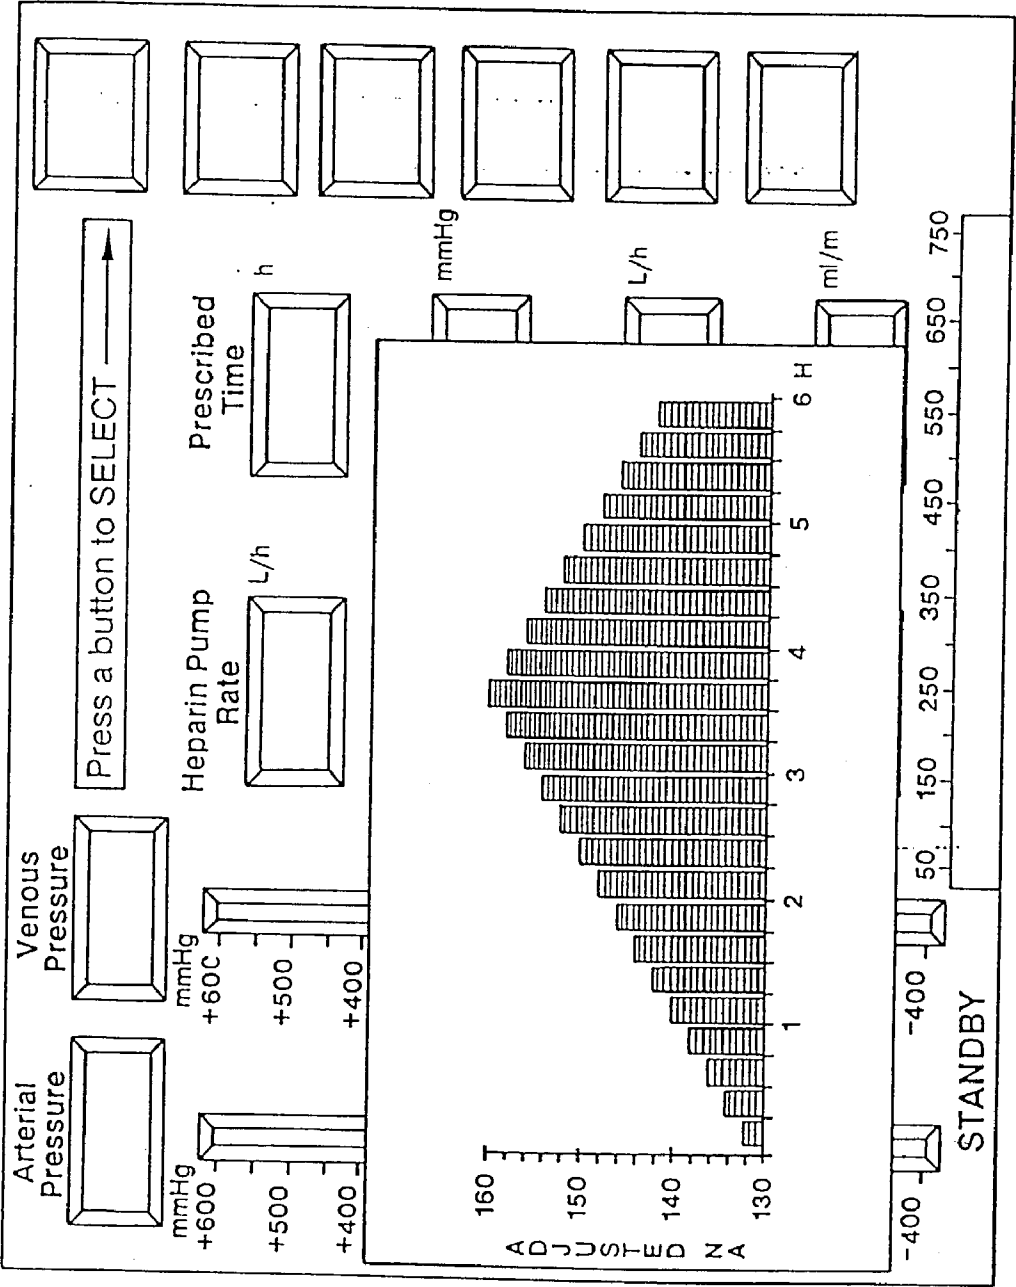 Arterial
Pressure
Venous
Pressure
Press a button to SELECT
Heparin Pump
Rate
L/h
Prescribed
Time
h
mmHg
+600
+500
+400
mmHg
+60C
+500
+400
mmHg
L/h
ml/m
ADJUSTED NA
160
150
140
130
1
2
3
4
5
6 H
-400
-400
STANDBY
50
150
250
350
450
550
650
750